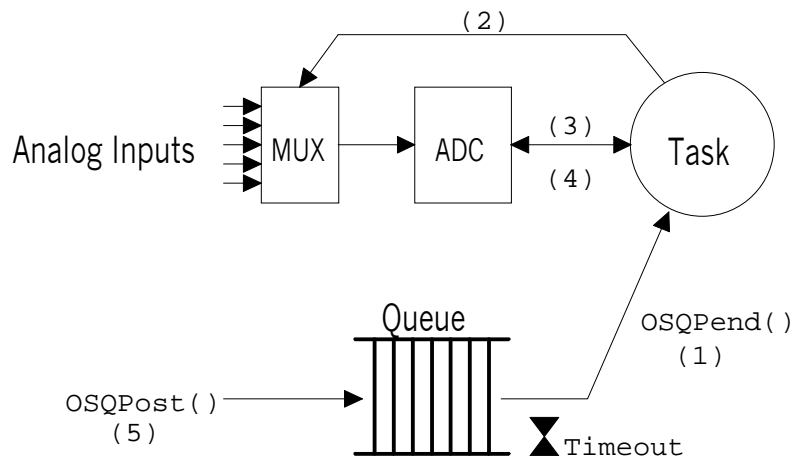 (2)
Analog Inputs
MUX
ADC
(3)
(4)
Task
Queue
OSQPend()
(1)
OSQPost()
(5)
Timeout